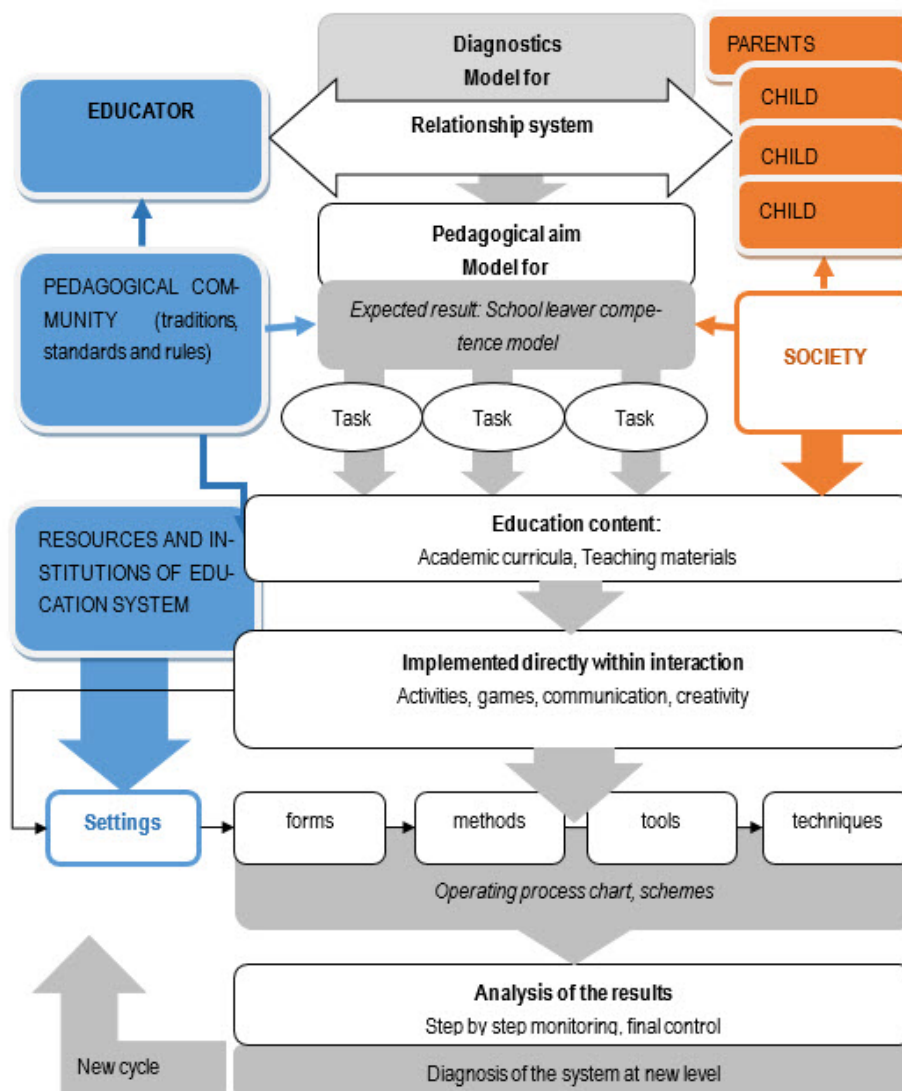 Diagnostics
Model for
PARENTS
EDUCATOR
Relationship system
CHILD
CHILD
CHILD
Pedagogical aim
Model for
PEDAGOGICAL COM-
MUNITY (traditions,
standards and rules)
Expected result: School leaver compe-
tence model
SOCIETY
Task
Task
Task
Education content:
Academic curricula, Teaching materials
RESOURCES AND IN-
STITUTIONS OF EDU-
CATION SYSTEM
Implemented directly within interaction
Activities, games, communication, creativity
Settings
forms
methods
tools
techniques
Operating process chart, schemes
Analysis of the results
Step by step monitoring, final control
New cycle
Diagnosis of the system at new level